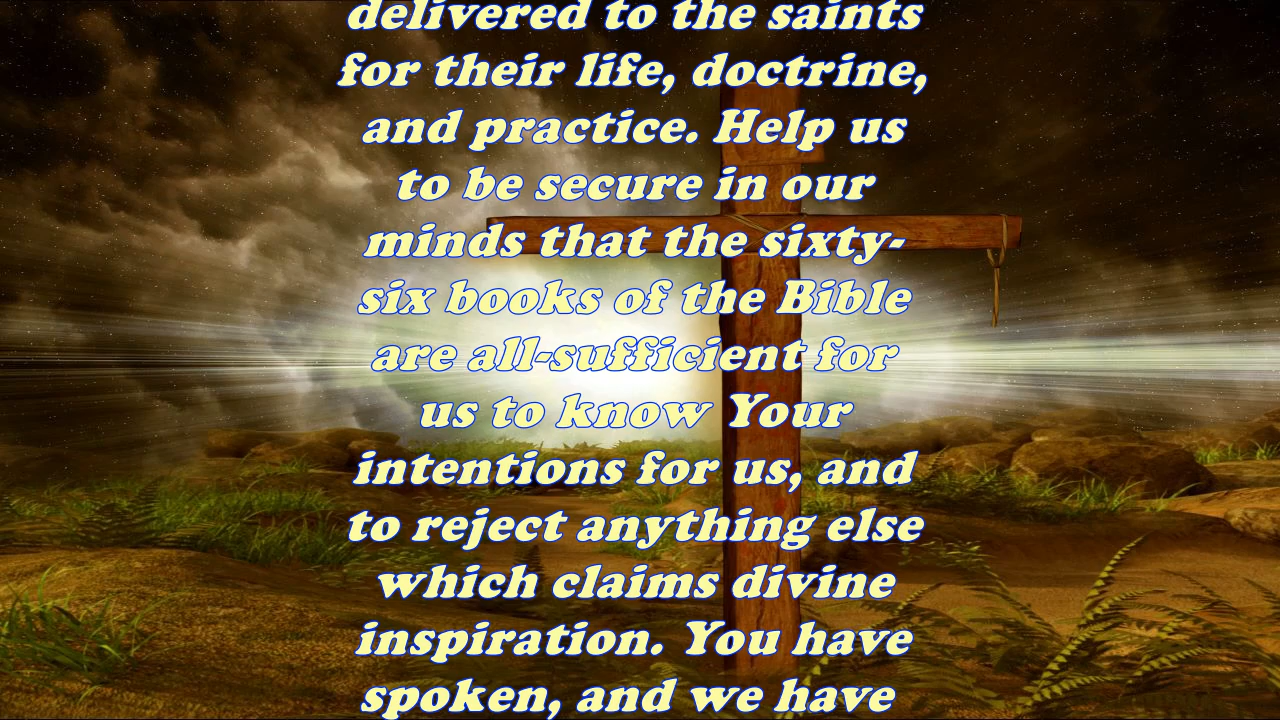 delivered to the saints
for their life, doctrine,
and practice. Help us
to be secure in our
minds that the sixty-
six books of the Bible
are all-sufficient for
us to know Your
intentions for us, and
to reject anything else
which claims divine
inspiration. You have
spoken, and we have